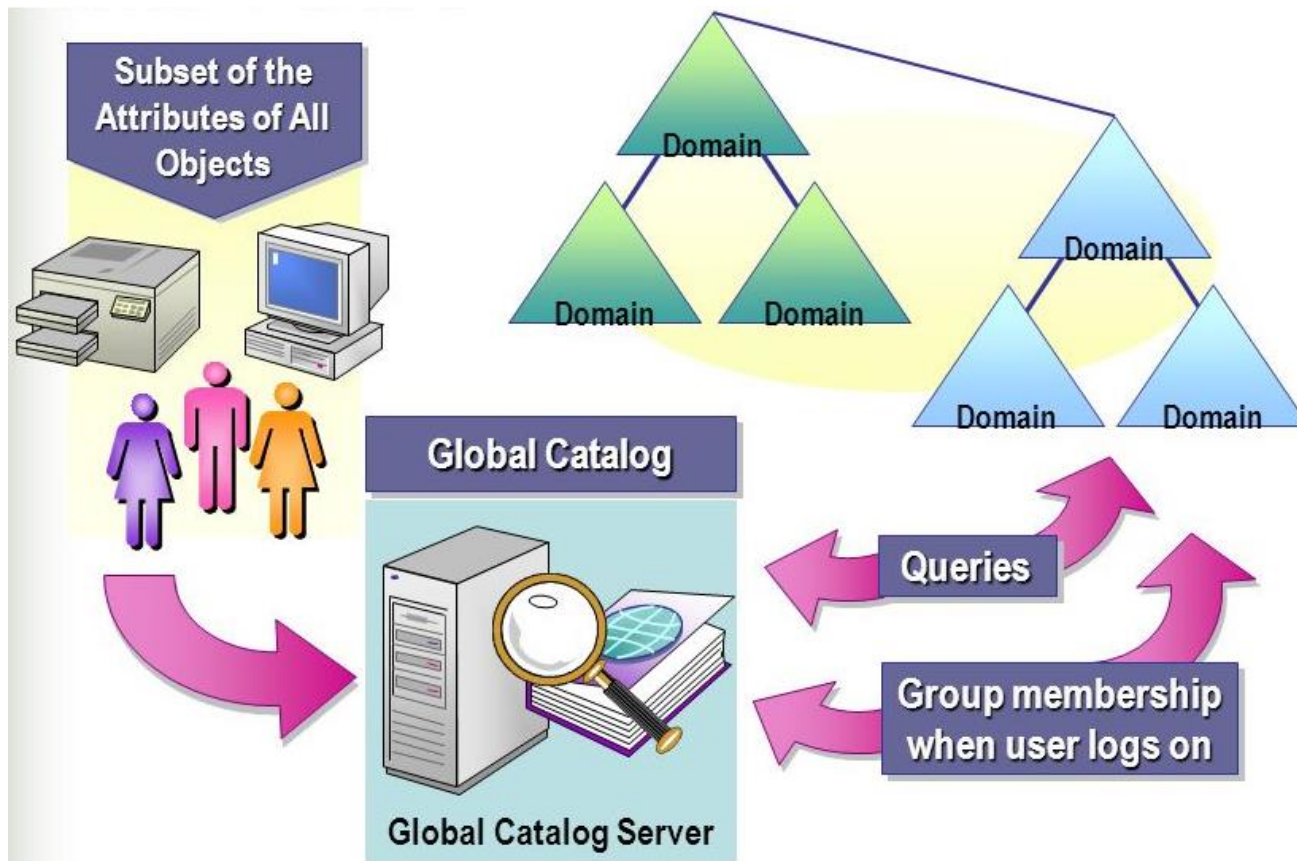 Subset of the
Attributes of All
Objects
Domain
Domain
Domain
Domain
Domain
Domain
Global Catalog
Global Catalog Server
Queries
Group membership
when user logs on